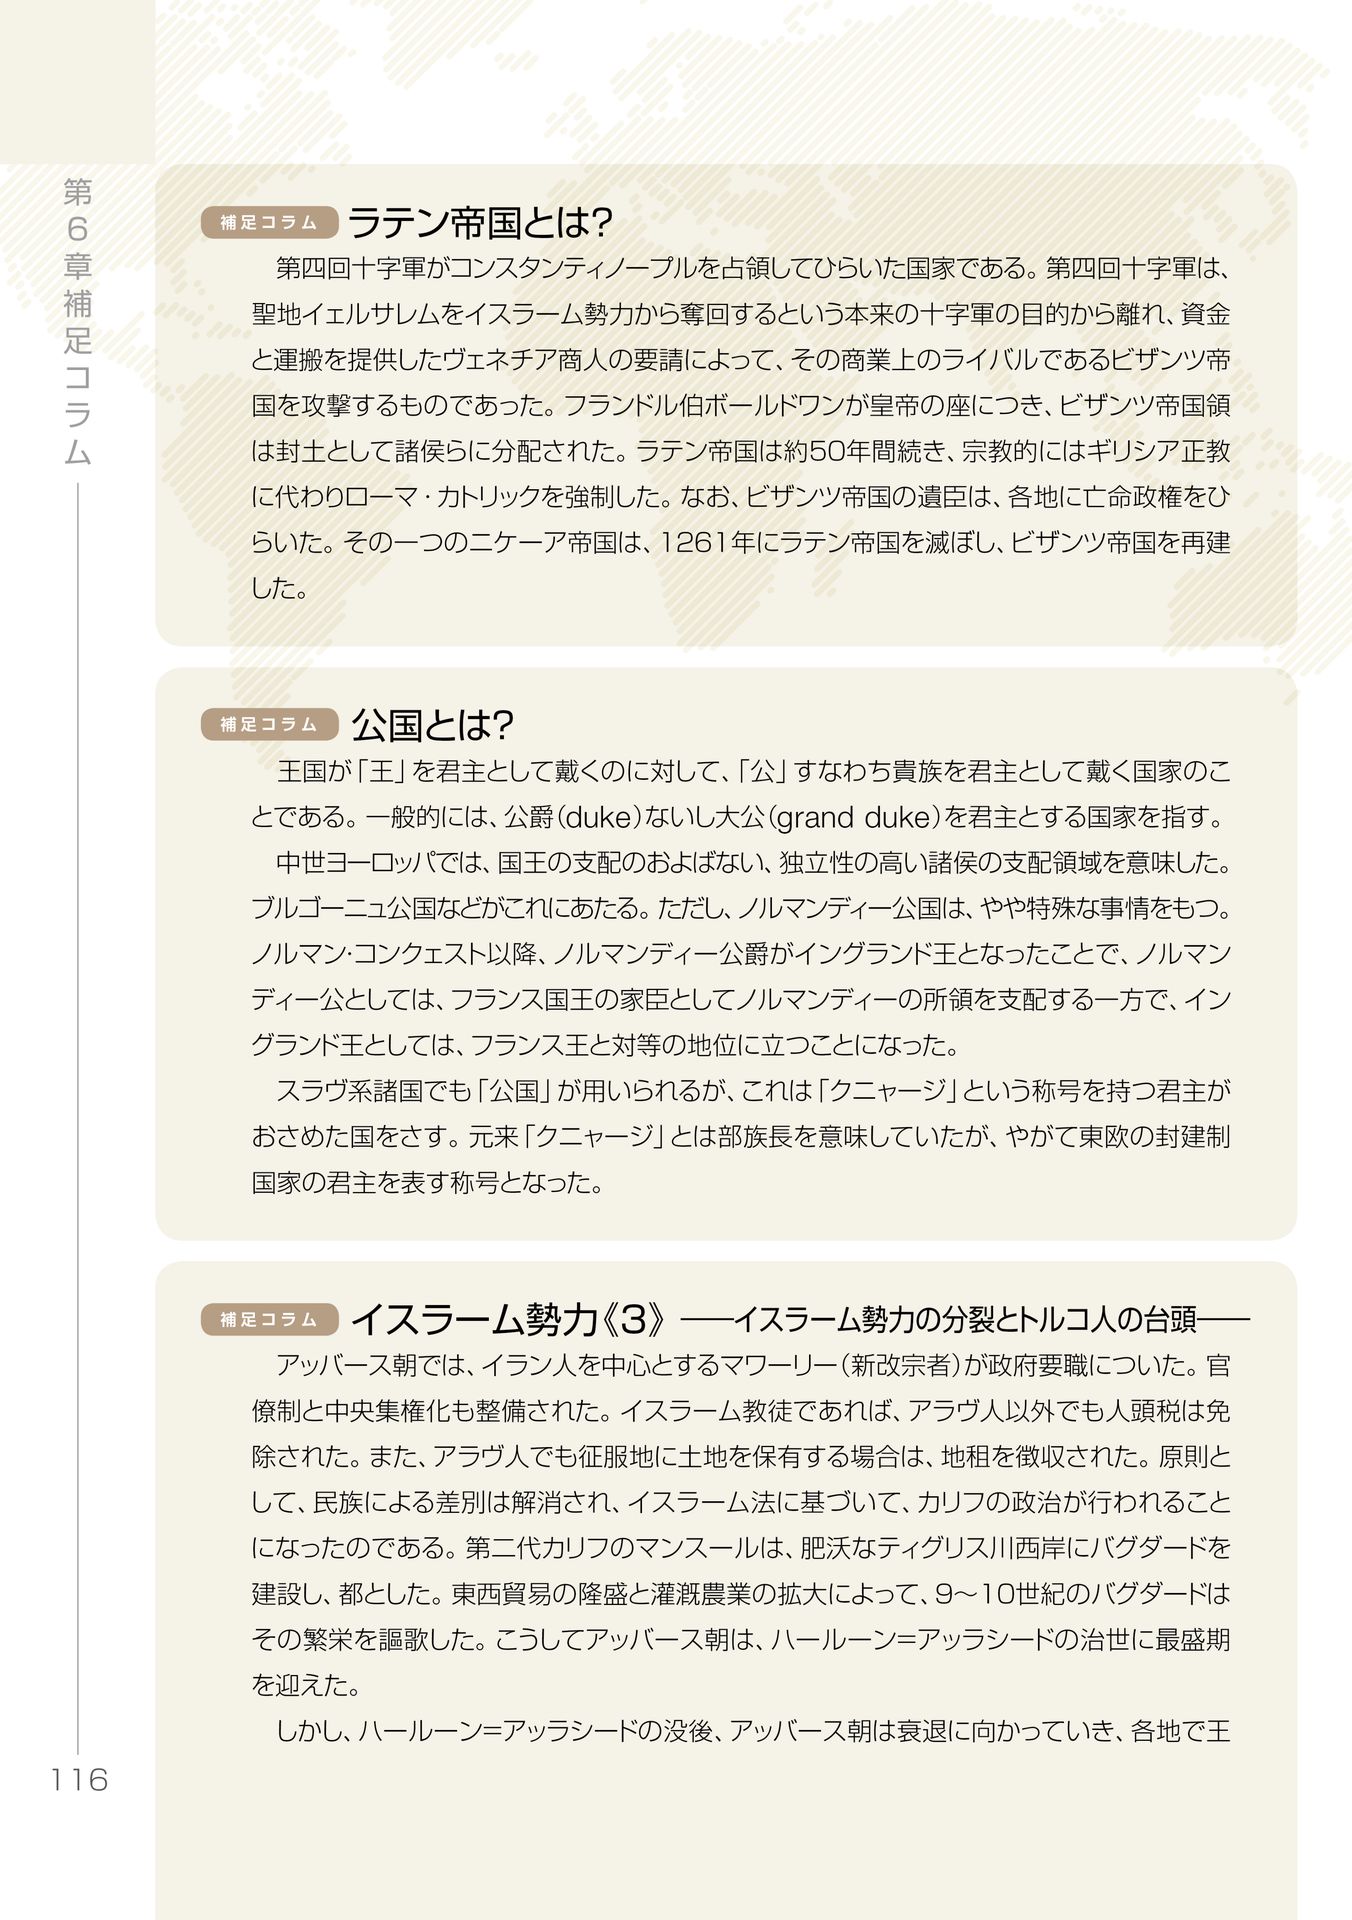 第6章補足コラム
補足コラム ラテン帝国とは?
　第四回十字軍がコンスタンティノープルを占領してひらいた国家である。第四回十字軍は、
聖地イェルサレムをイスラーム勢力から奪回するという本来の十字軍の目的から離れ、資金
と運搬を提供したヴェネチア商人の要請によって、その商業上のライバルであるビザンツ帝
国を攻撃するものであった。フランドル伯ボールドワンが皇帝の座につき、ビザンツ帝国領
は封土として諸侯らに分配された。ラテン帝国は約50年間続き、宗教的にはギリシア正教
に代わりローマ・カトリックを強制した。なお、ビザンツ帝国の遺臣は、各地に亡命政権をひ
らいた。その一つのニケーア帝国は、1261年にラテン帝国を滅ぼし、ビザンツ帝国を再建
した。
補足コラム 公国とは?
　王国が「王」を君主として戴くのに対して、「公」すなわち貴族を君主として戴く国家のこ
とである。一般的には、公爵（duke）ないし大公（grand duke）を君主とする国家を指す。
　中世ヨーロッパでは、国王の支配のおよばない、独立性の高い諸侯の支配領域を意味した。
ブルゴーニュ公国などがこれにあたる。ただし、ノルマンディー公国は、やや特殊な事情をもつ。
ノルマン・コンクェスト以降、ノルマンディー公爵がイングランド王となったことで、ノルマン
ディー公としては、フランス国王の家臣としてノルマンディーの所領を支配する一方で、イン
グランド王としては、フランス王と対等の地位に立つことになった。
　スラヴ系諸国でも「公国」が用いられるが、これは「クニャージ」という称号を持つ君主が
おさめた国をさす。元来「クニャージ」とは部族長を意味していたが、やがて東欧の封建制
国家の君主を表す称号となった。
補足コラム イスラーム勢力《3》――イスラーム勢力の分裂とトルコ人の台頭――
　アッバース朝では、イラン人を中心とするマワーリー（新改宗者）が政府要職についた。官
僚制と中央集権化も整備された。イスラーム教徒であれば、アラヴ人以外でも人頭税は免
除された。また、アラヴ人でも征服地に土地を保有する場合は、地租を徴収された。原則と
して、民族による差別は解消され、イスラーム法に基づいて、カリフの政治が行われること
になったのである。第二代カリフのマンスールは、肥沃なティグリス川西岸にバグダードを
建設し、都とした。東西貿易の隆盛と灌漑農業の拡大によって、9～10世紀のバグダードは
その繁栄を謳歌した。こうしてアッバース朝は、ハールーン=アッラシードの治世に最盛期
を迎えた。
　しかし、ハールーン=アッラシードの没後、アッバース朝は衰退に向かっていき、各地で王
116